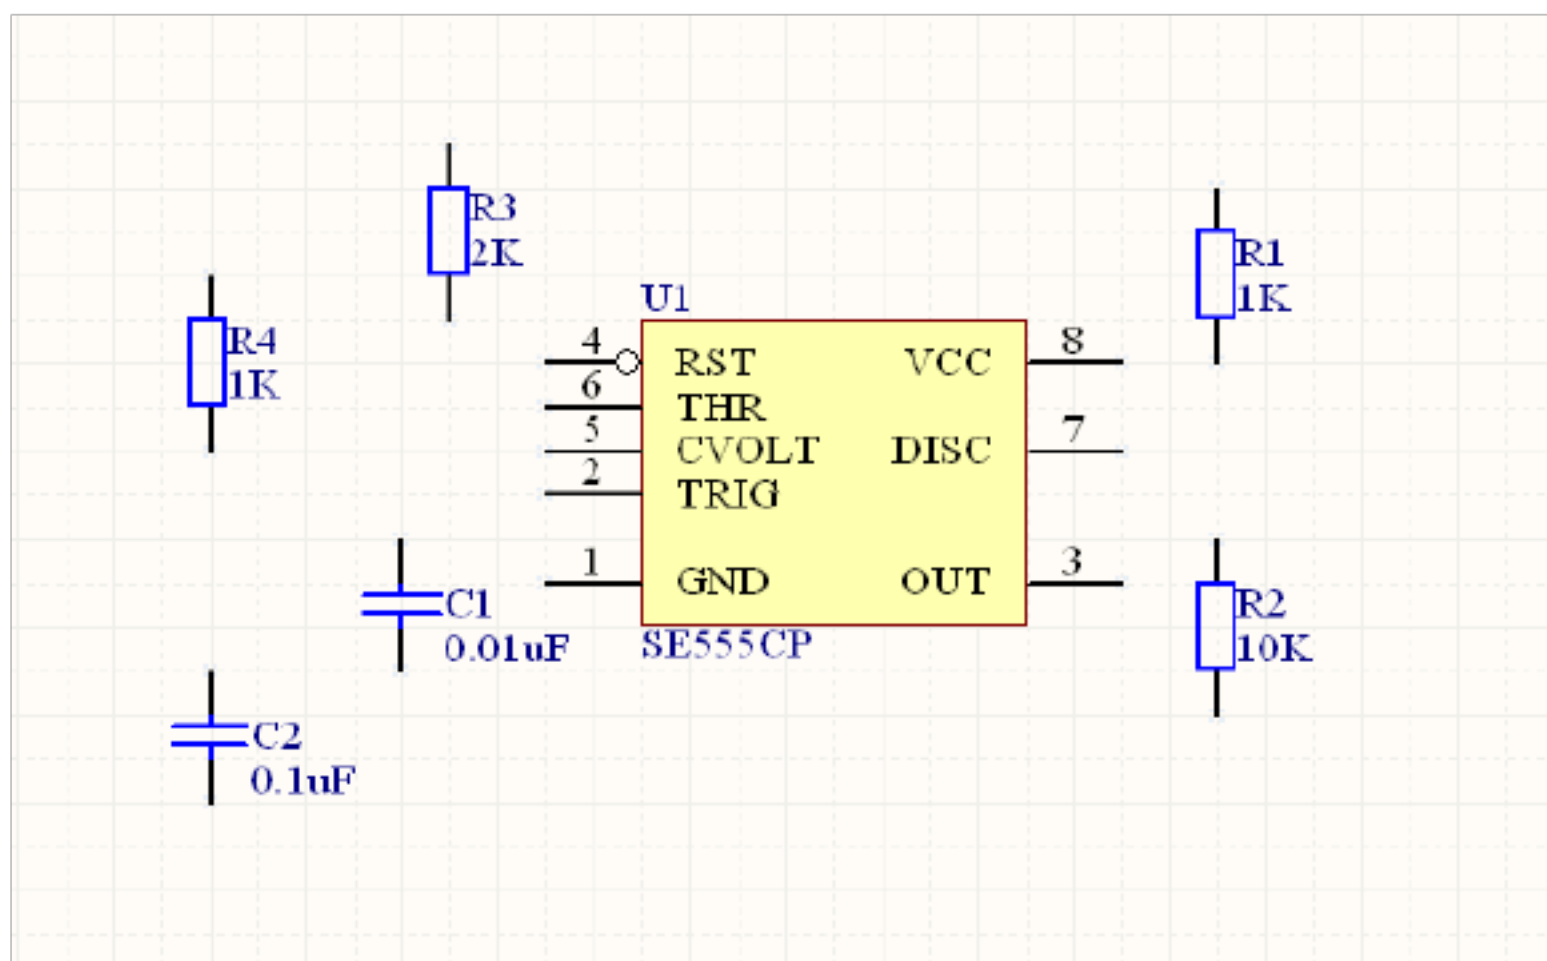 R3
2K
R1
1K
U1
R4
1K
4
RST
VCC
8
6
THR
5
CVOLT
DISC
7
2
TRIG
1
GND
OUT
3
C1
0.01uF
SE555CP
R2
10K
C2
0.1uF